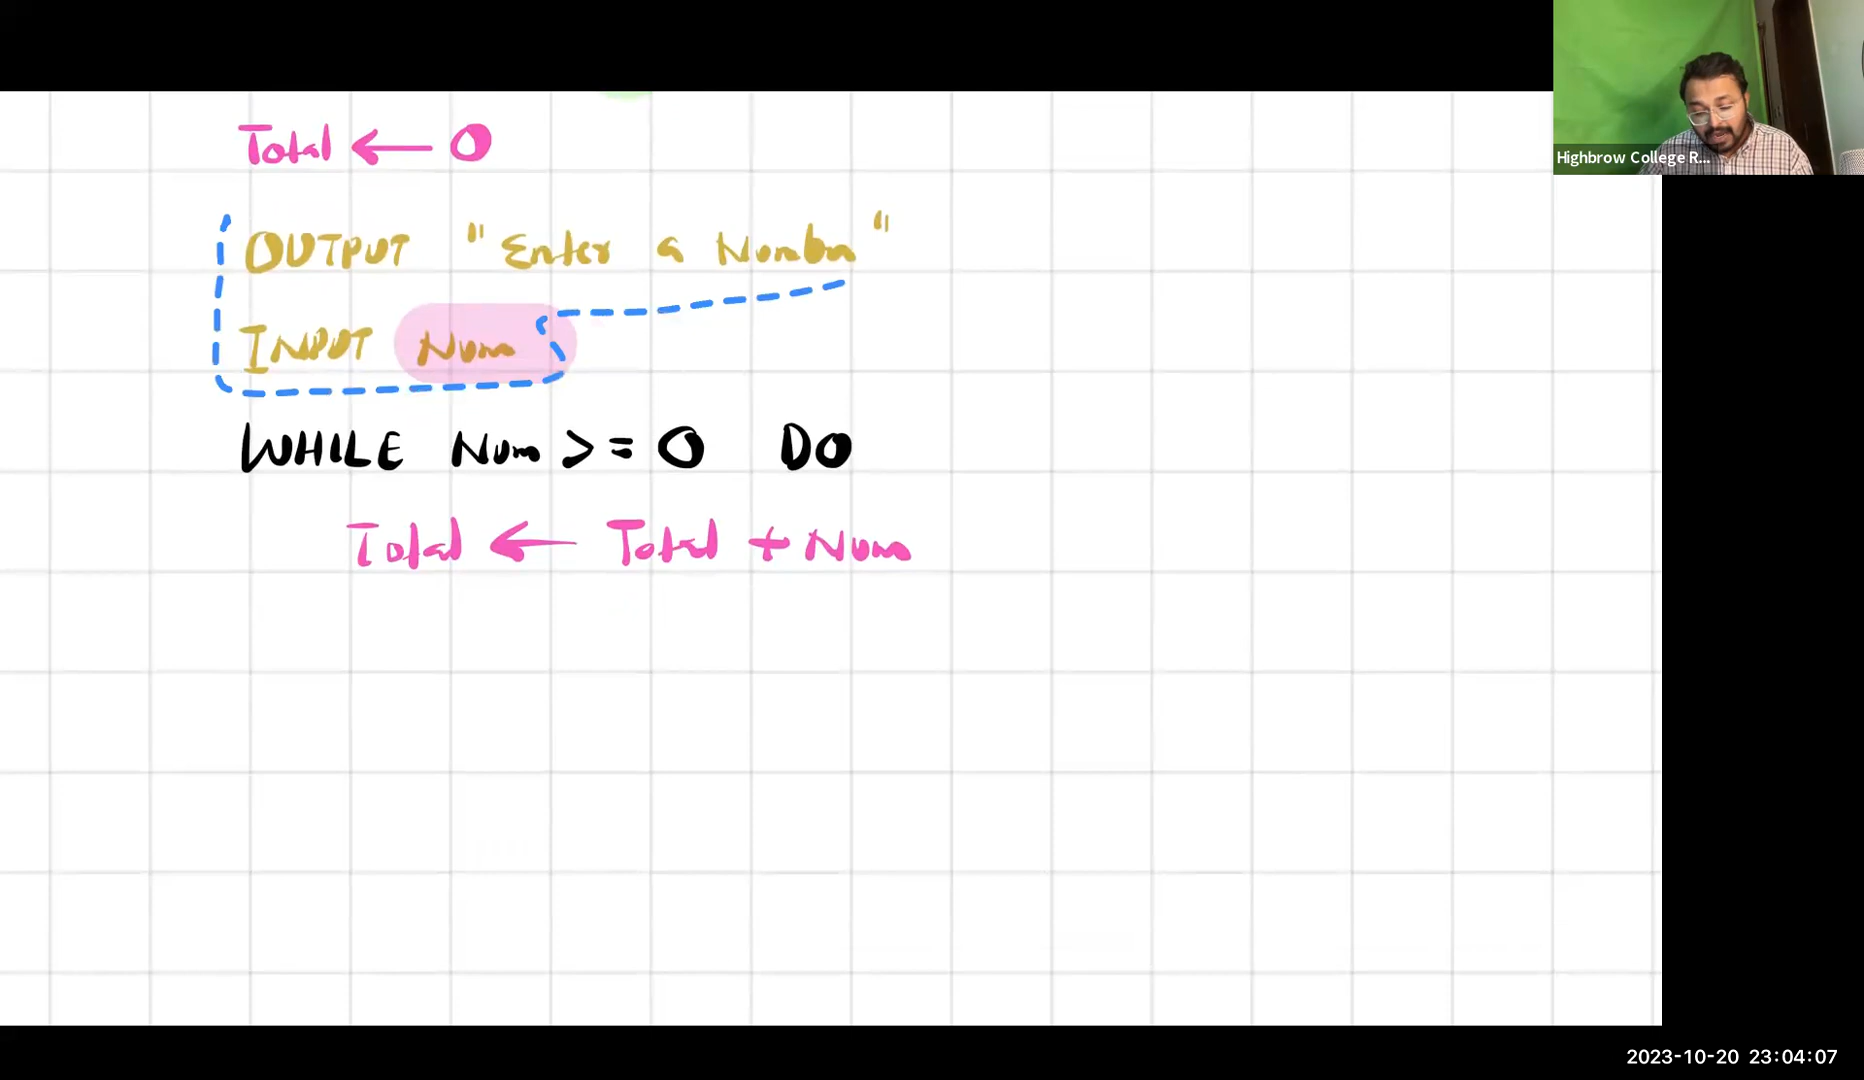 Total ← 0
OUTPUT "Enter a Number"
INPUT Num
WHILE Num >= 0 DO
Total ← Total + Num
Highbrow College R...
2023-10-20 23:04:07